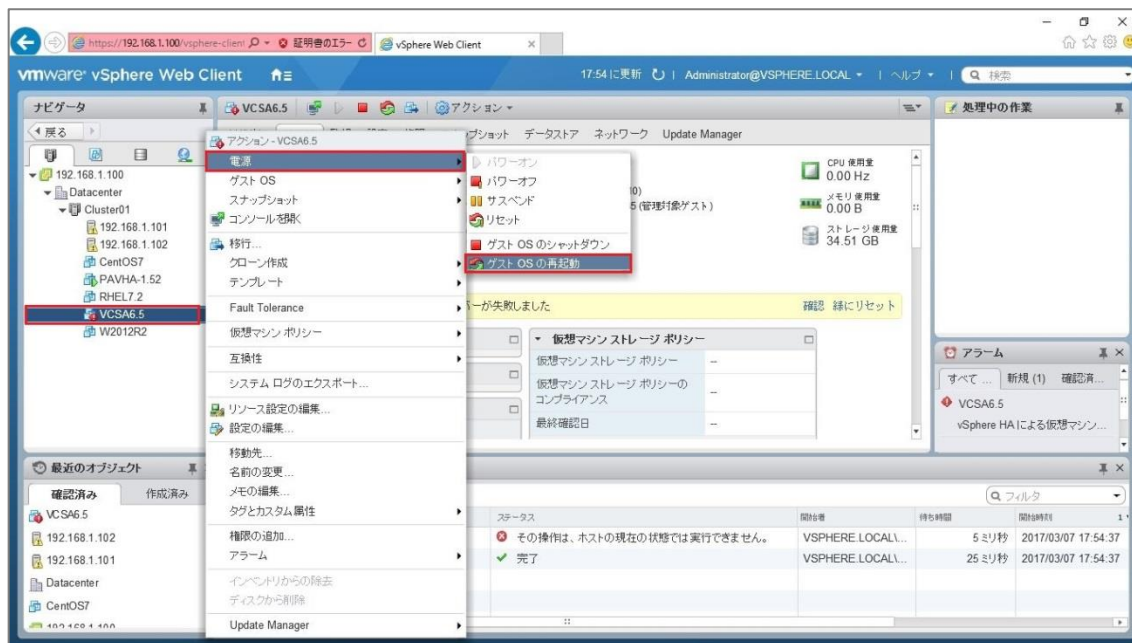 https://192.168.1.100/vsphere-client
証明書のエラー
vSphere Web Client
vmware® vSphere Web Client
17:54 に更新
Administrator@VSPHERE.LOCAL
ヘルプ
検索
ナビゲータ
戻る
192.168.1.100
Datacenter
Cluster01
192.168.1.101
192.168.1.102
CentOS7
PAVHA-1.52
RHEL7.2
VCSA6.5
W2012R2
VCSA6.5
アクション
データストア ネットワーク Update Manager
アクション - VCSA6.5
電源
ゲスト OS
スナップショット
コンソールを開く
移行...
クローン作成
テンプレート
Fault Tolerance
仮想マシン ポリシー
互換性
システム ログのエクスポート...
リソース設定の編集...
設定の編集...
移動先...
名前の変更...
メモの編集...
タグとカスタム属性
権限の追加...
アラーム
インベントリからの除去
ディスクから削除
Update Manager
パワーオン
パワーオフ
サスペンド
リセット
ゲスト OS のシャットダウン
ゲスト OS の再起動
0)
5 (管理対象ゲスト)
CPU 使用量
0.00 Hz
メモリ使用量
0.00 B
ストレージ使用量
34.51 GB
バーが失敗しました
確認 緑にリセット
仮想マシン ストレージ ポリシー
仮想マシン ストレージ ポリシー --
仮想マシン ストレージ ポリシーの
コンプライアンス --
最終確認日 --
処理中の作業
アラーム
すべて ... 新規 (1) 確認済...
VCSA6.5
vSphere HA による仮想マシン...
最近のオブジェクト
確認済み 作成済み
VCSA6.5
192.168.1.102
192.168.1.101
Datacenter
CentOS7
192.168.1.100
フィルタ
ステータス 開始者 待ち時間 開始時刻
その操作は、ホストの現在の状態では実行できません。 VSPHERE.LOCAL\... 5 ミリ秒 2017/03/07 17:54:37
完了 VSPHERE.LOCAL\... 25 ミリ秒 2017/03/07 17:54:37